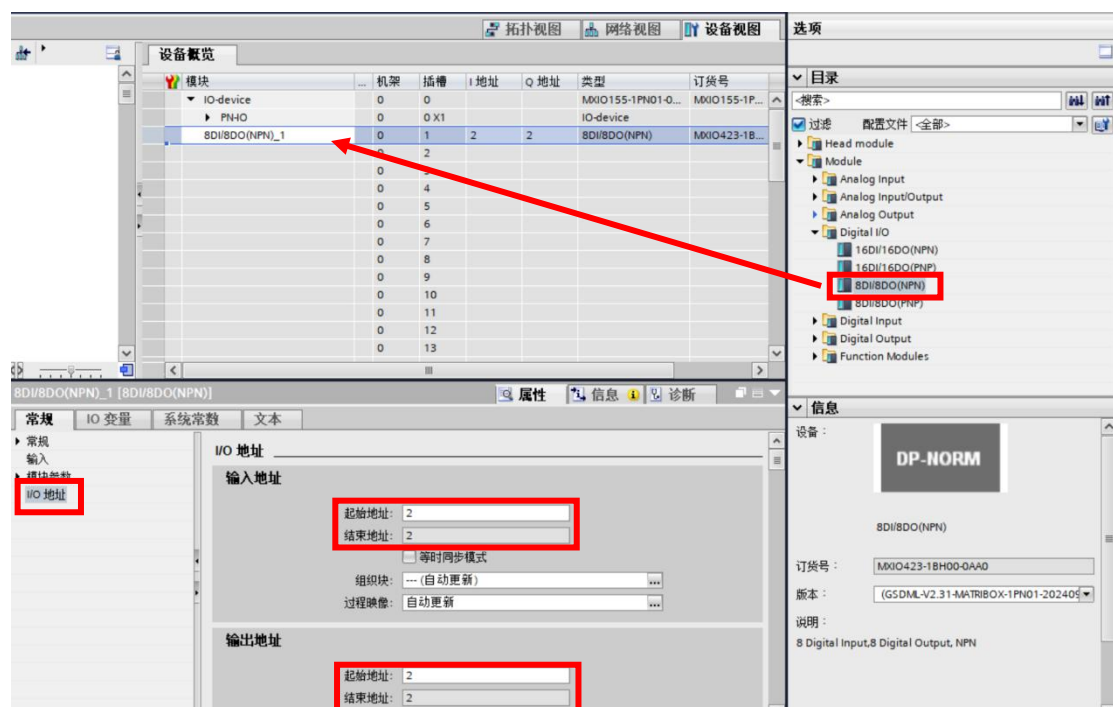 拓扑视图 网络视图 设备视图
设备概览
模块 ... 机架 插槽 I 地址 Q 地址 类型 订货号
IO-device 0 0 MXIO155-1PN01-0... MXIO155-1P...
PN-IO 0 0 X1 IO-device
8DI/8DO(NPN)_1 0 1 2 2 8DI/8DO(NPN) MXIO423-1B...
0 2
0
0 4
0 5
0 6
0 7
0 8
0 9
0 10
0 11
0 12
0 13
8DI/8DO(NPN)_1 [8DI/8DO(NPN)]
属性 信息 诊断
常规 IO 变量 系统常数 文本
常规
输入
模块参数
I/O 地址
I/O 地址
输入地址
起始地址: 2
结束地址: 2
等时同步模式
组织块: --- (自动更新) ...
过程映像: 自动更新 ...
输出地址
起始地址: 2
结束地址: 2
选项
目录
<搜索>
过滤 配置文件 <全部>
Head module
Module
Analog Input
Analog Input/Output
Analog Output
Digital I/O
16DI/16DO(NPN)
16DI/16DO(PNP)
8DI/8DO(NPN)
8DI/8DO(PNP)
Digital Input
Digital Output
Function Modules
信息
设备:
DP-NORM
8DI/8DO(NPN)
订货号: MXIO423-1BH00-0AA0
版本: (GSDML-V2.31-MATRIBOX-1PN01-202409
说明:
8 Digital Input,8 Digital Output, NPN